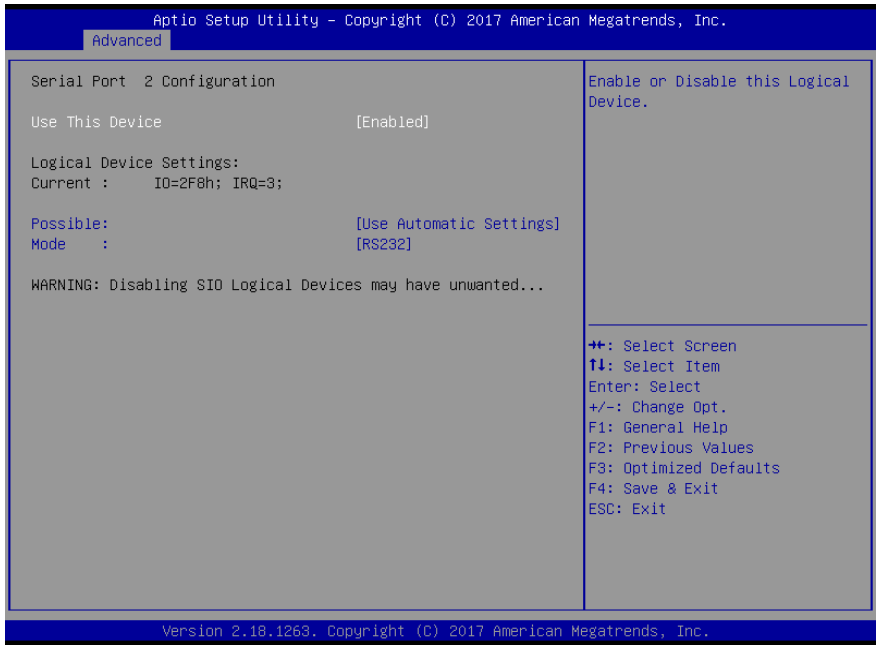 Aptio Setup Utility – Copyright (C) 2017 American Megatrends, Inc.
Advanced
Serial Port  2 Configuration
Use This Device [Enabled]
Logical Device Settings:
Current : IO=2F8h; IRQ=3;
Possible: [Use Automatic Settings]
Mode : [RS232]
WARNING: Disabling SIO Logical Devices may have unwanted...
Enable or Disable this Logical
Device.
→←: Select Screen
↑↓: Select Item
Enter: Select
+/-: Change Opt.
F1: General Help
F2: Previous Values
F3: Optimized Defaults
F4: Save & Exit
ESC: Exit
Version 2.18.1263. Copyright (C) 2017 American Megatrends, Inc.